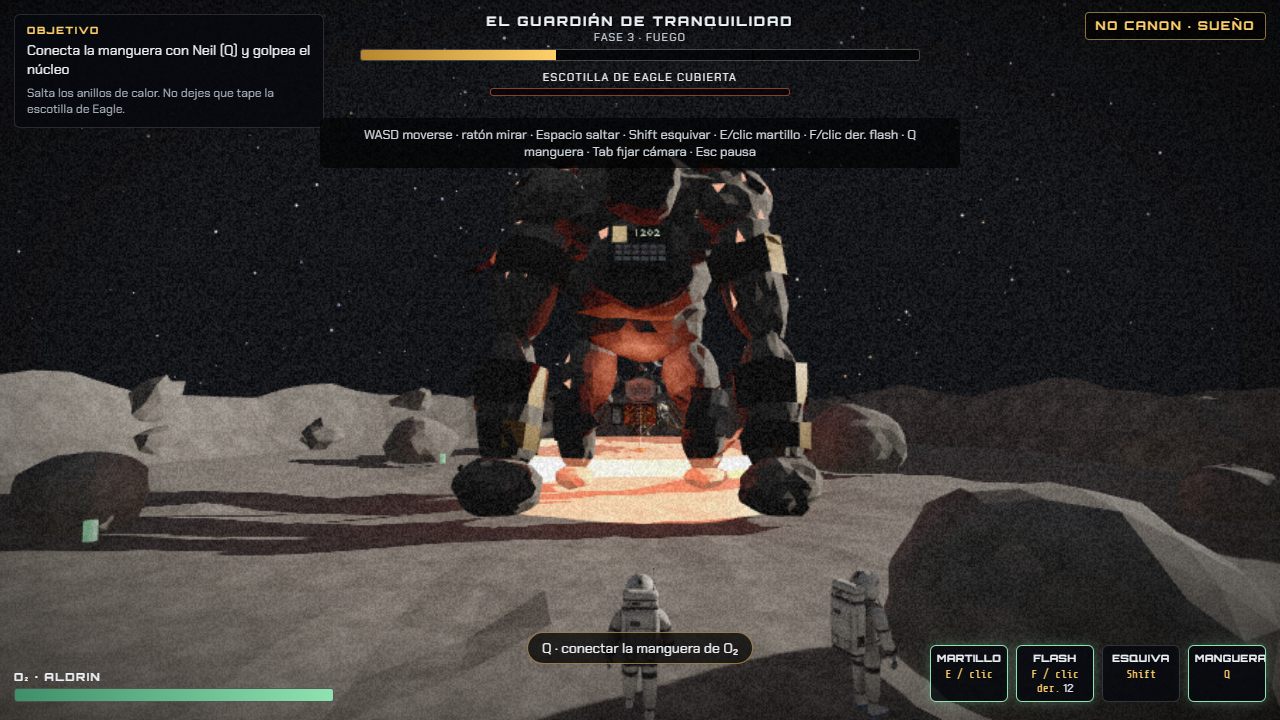 OBJETIVO
Conecta la manguera con Neil (Q) y golpea el
núcleo
Salta los anillos de calor. No dejes que tape la
escotilla de Eagle.
EL GUARDIÁN DE TRANQUILIDAD
FASE 3 · FUEGO
ESCOTILLA DE EAGLE CUBIERTA
NO CANON · SUEÑO
WASD moverse · ratón mirar · Espacio saltar · Shift esquivar · E/clic martillo · F/clic der. flash · Q
manguera · Tab fijar cámara · Esc pausa
1202
Q · conectar la manguera de O₂
O₂ · ALDRIN
MARTILLO
E / clic
FLASH
F / clic
der. 12
ESQUIVA
Shift
MANGUERA
Q